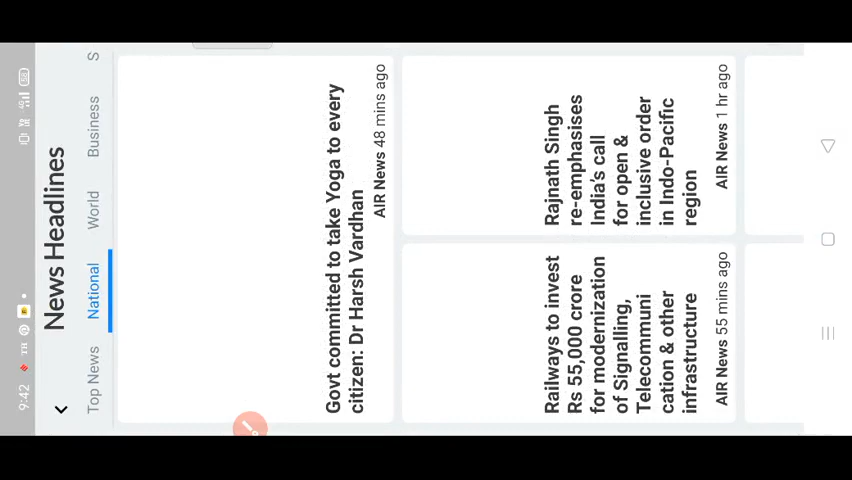 9:42
TH
4G
58
News Headlines
Top News
National
World
Business
S
Govt committed to take Yoga to every
citizen: Dr Harsh Vardhan
AIR News 48 mins ago
Railways to invest
Rs 55,000 crore
for modernization
of Signalling,
Telecommuni
cation & other
infrastructure
AIR News 55 mins ago
Rajnath Singh
re-emphasises
India's call
for open &
inclusive order
in Indo-Pacific
region
AIR News 1 hr ago